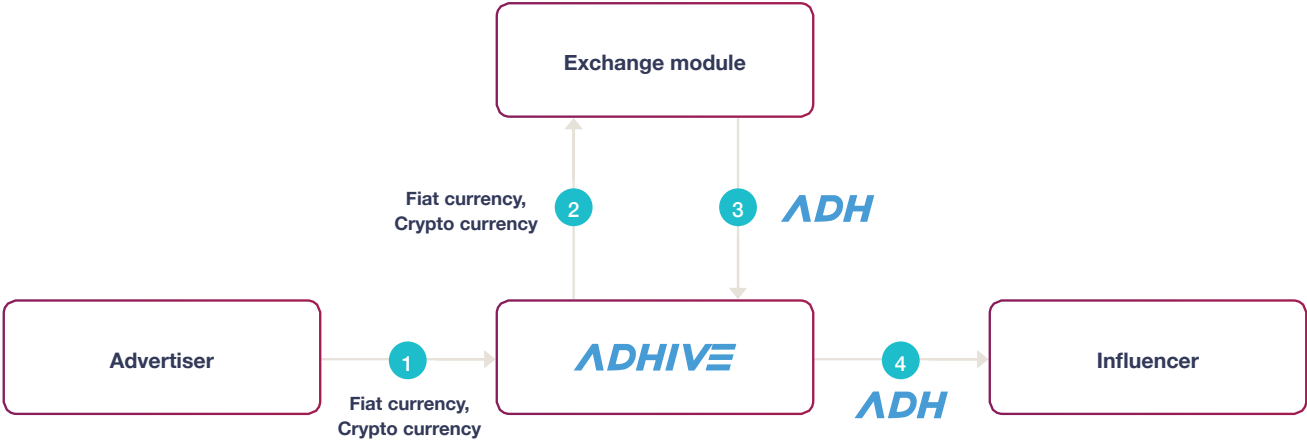 Exchange module
Fiat currency,
Crypto currency
2
3
ADH
Advertiser
1
Fiat currency,
Crypto currency
ADHIVE
4
ADH
Influencer